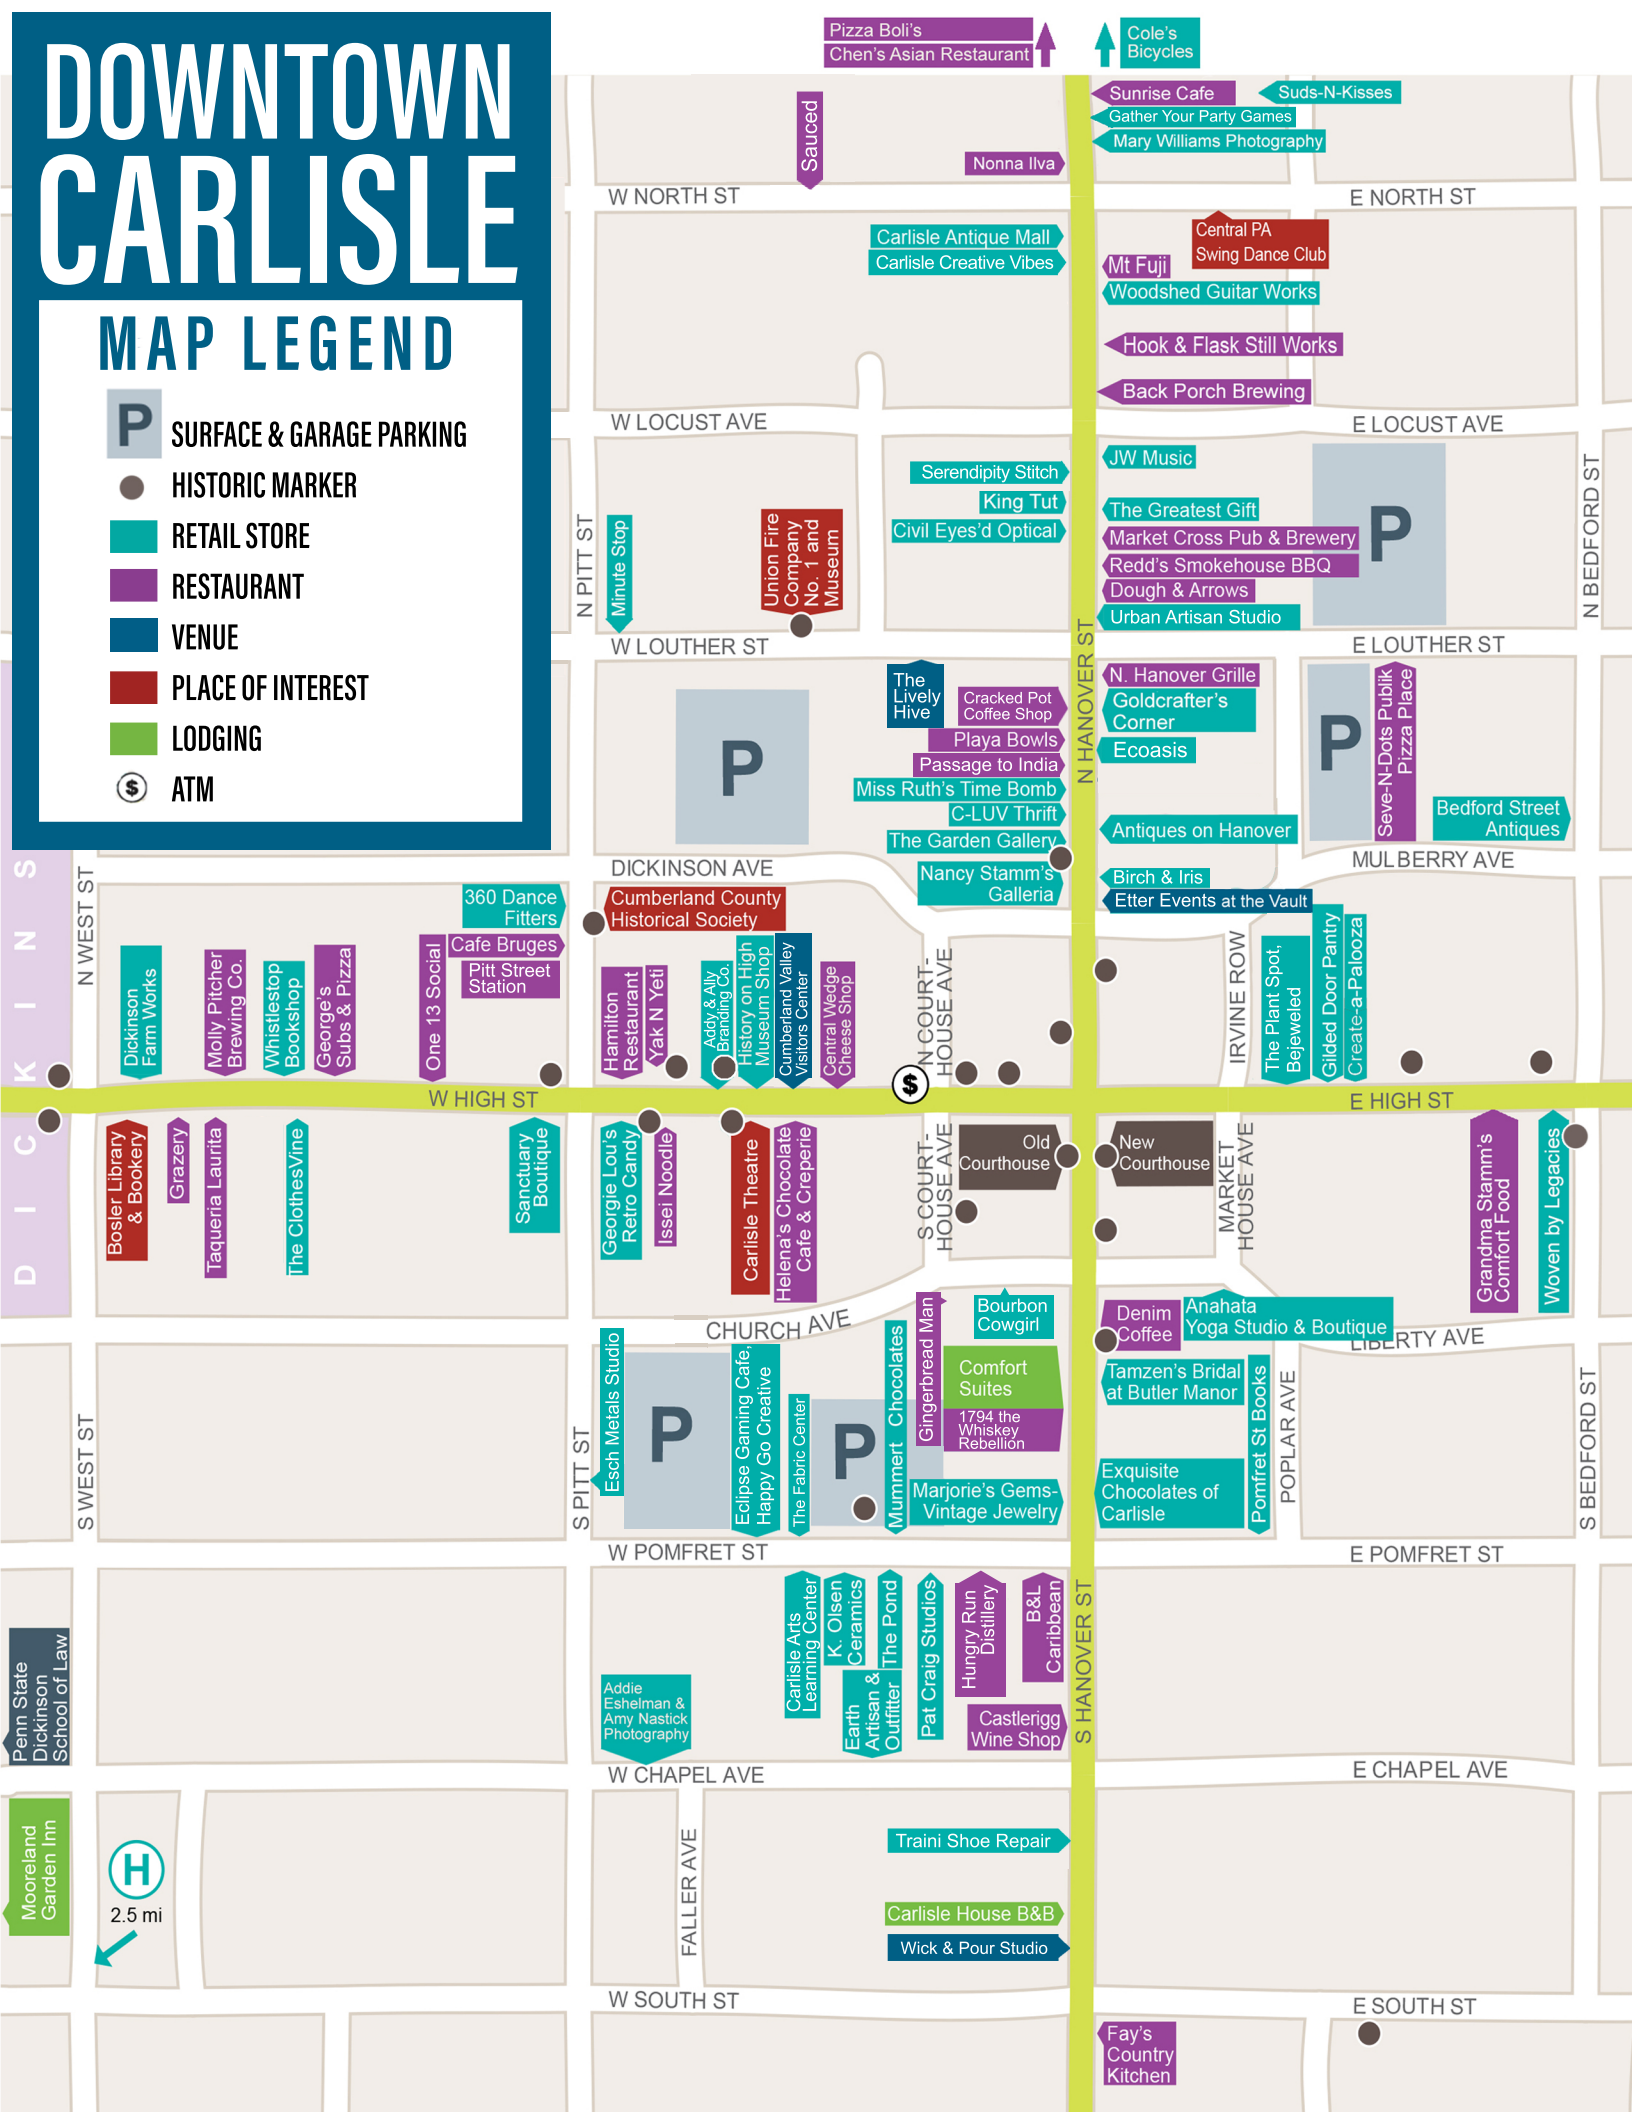 DOWNTOWN
CARLISLE
MAP LEGEND
P
SURFACE & GARAGE PARKING
HISTORIC MARKER
RETAIL STORE
RESTAURANT
VENUE
PLACE OF INTEREST
LODGING
$
ATM
Pizza Boli's
Chen's Asian Restaurant
Cole's
Bicycles
Sunrise Cafe
Suds-N-Kisses
Gather Your Party Games
Mary Williams Photography
Sauced
Nonna Ilva
W NORTH ST
E NORTH ST
Carlisle Antique Mall
Carlisle Creative Vibes
Central PA
Swing Dance Club
Mt Fuji
Woodshed Guitar Works
Hook & Flask Still Works
Back Porch Brewing
W LOCUST AVE
E LOCUST AVE
Serendipity Stitch
King Tut
Civil Eyes'd Optical
JW Music
The Greatest Gift
Market Cross Pub & Brewery
Redd's Smokehouse BBQ
Dough & Arrows
Urban Artisan Studio
P
N BEDFORD ST
N PITT ST
Minute Stop
Union Fire
Company
No. 1 and
Museum
W LOUTHER ST
E LOUTHER ST
N HANOVER ST
The
Lively
Hive
Cracked Pot
Coffee Shop
Playa Bowls
Passage to India
Miss Ruth's Time Bomb
C-LUV Thrift
The Garden Gallery
Nancy Stamm's
Galleria
P
N. Hanover Grille
Goldcrafter's
Corner
Ecoasis
Antiques on Hanover
Birch & Iris
Etter Events at the Vault
P
Seve-N-Dots Publik
Pizza Place
Bedford Street
Antiques
DICKINSON AVE
MULBERRY AVE
DICKINSON
N WEST ST
360 Dance
Fitters
Cafe Bruges
Pitt Street
Station
Cumberland County
Historical Society
Dickinson
Farm Works
Molly Pitcher
Brewing Co.
Whistlestop
Bookshop
George's
Subs & Pizza
One 13 Social
Hamilton
Restaurant
Yak N Yeti
Addy & Ally
Branding Co.
History on High
Museum Shop
Cumberland Valley
Visitors Center
Central Wedge
Cheese Shop
N COURT-
HOUSE AVE
IRVINE ROW
The Plant Spot,
Bejeweled
Gilded Door Pantry
Create-a-Palooza
$
W HIGH ST
E HIGH ST
Bosler Library
& Bookery
Grazery
Taqueria Laurita
The ClothesVine
Sanctuary
Boutique
Georgie Lou's
Retro Candy
Issei Noodle
Carlisle Theatre
Helena's Chocolate
Cafe & Creperie
S COURT-
HOUSE AVE
Old
Courthouse
New
Courthouse
MARKET
HOUSE AVE
Grandma Stamm's
Comfort Food
Woven by Legacies
CHURCH AVE
LIBERTY AVE
Gingerbread Man
Bourbon
Cowgirl
Denim
Coffee
Anahata
Yoga Studio & Boutique
S WEST ST
S PITT ST
Esch Metals Studio
P
Eclipse Gaming Cafe,
Happy Go Creative
The Fabric Center
P
Mummert Chocolates
Comfort
Suites
1794 the
Whiskey
Rebellion
Marjorie's Gems-
Vintage Jewelry
Tamzen's Bridal
at Butler Manor
Exquisite
Chocolates of
Carlisle
Pomfret St Books
POPLAR AVE
S BEDFORD ST
W POMFRET ST
E POMFRET ST
Carlisle Arts
Learning Center
K. Olsen
Ceramics
The Pond
Earth
Artisan &
Outfitter
Pat Craig Studios
Hungry Run
Distillery
B&L
Caribbean
Castlerigg
Wine Shop
S HANOVER ST
Addie
Eshelman &
Amy Nastick
Photography
Penn State
Dickinson
School of Law
W CHAPEL AVE
E CHAPEL AVE
Mooreland
Garden Inn
H
2.5 mi
FALLER AVE
Traini Shoe Repair
Carlisle House B&B
Wick & Pour Studio
W SOUTH ST
E SOUTH ST
Fay's
Country
Kitchen